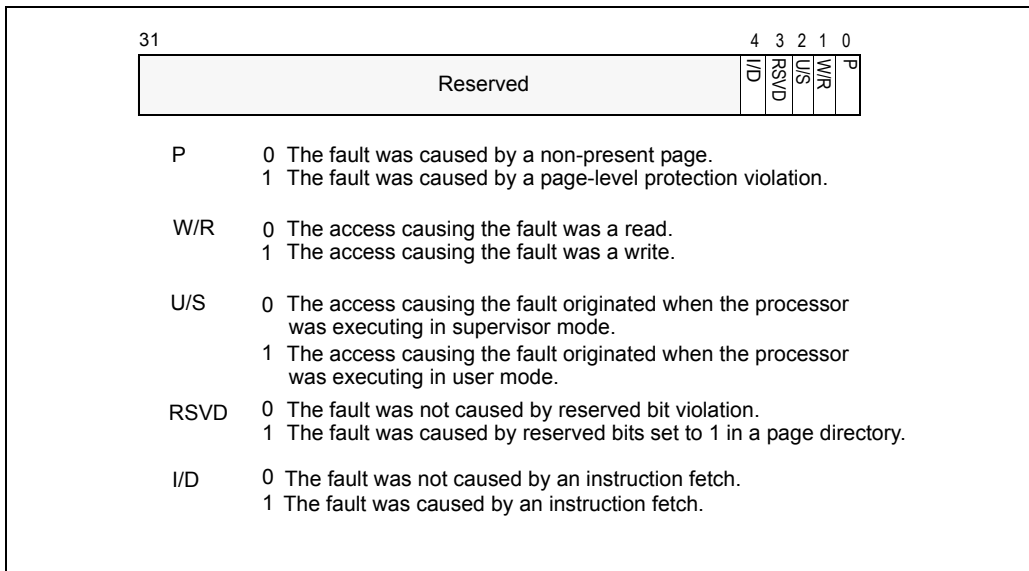 31 4 3 2 1 0
Reserved I/D RSVD U/S W/R P
P 0 The fault was caused by a non-present page.
1 The fault was caused by a page-level protection violation.
W/R 0 The access causing the fault was a read.
1 The access causing the fault was a write.
U/S 0 The access causing the fault originated when the processor
was executing in supervisor mode.
1 The access causing the fault originated when the processor
was executing in user mode.
RSVD 0 The fault was not caused by reserved bit violation.
1 The fault was caused by reserved bits set to 1 in a page directory.
I/D 0 The fault was not caused by an instruction fetch.
1 The fault was caused by an instruction fetch.